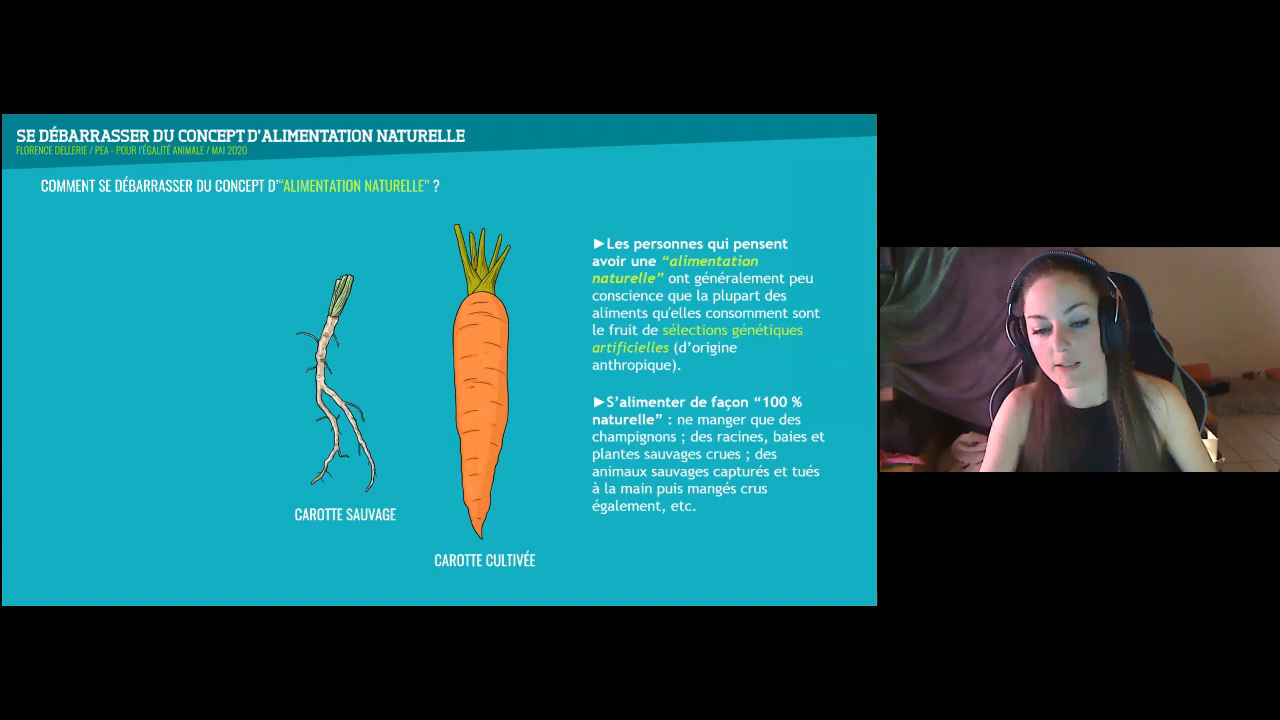 SE DÉBARRASSER DU CONCEPT D'ALIMENTATION NATURELLE
FLORENCE DELLERIE / PEA - POUR l'ÉGALITÉ ANIMALE / MAI 2020
COMMENT SE DÉBARRASSER DU CONCEPT D'“ALIMENTATION NATURELLE” ?
►Les personnes qui pensent
avoir une “alimentation
naturelle” ont généralement peu
conscience que la plupart des
aliments qu'elles consomment sont
le fruit de sélections génétiques
artificielles (d’origine
anthropique).
►S’alimenter de façon “100 %
naturelle” : ne manger que des
champignons ; des racines, baies et
plantes sauvages crues ; des
animaux sauvages capturés et tués
à la main puis mangés crus
également, etc.
CAROTTE SAUVAGE
CAROTTE CULTIVÉE